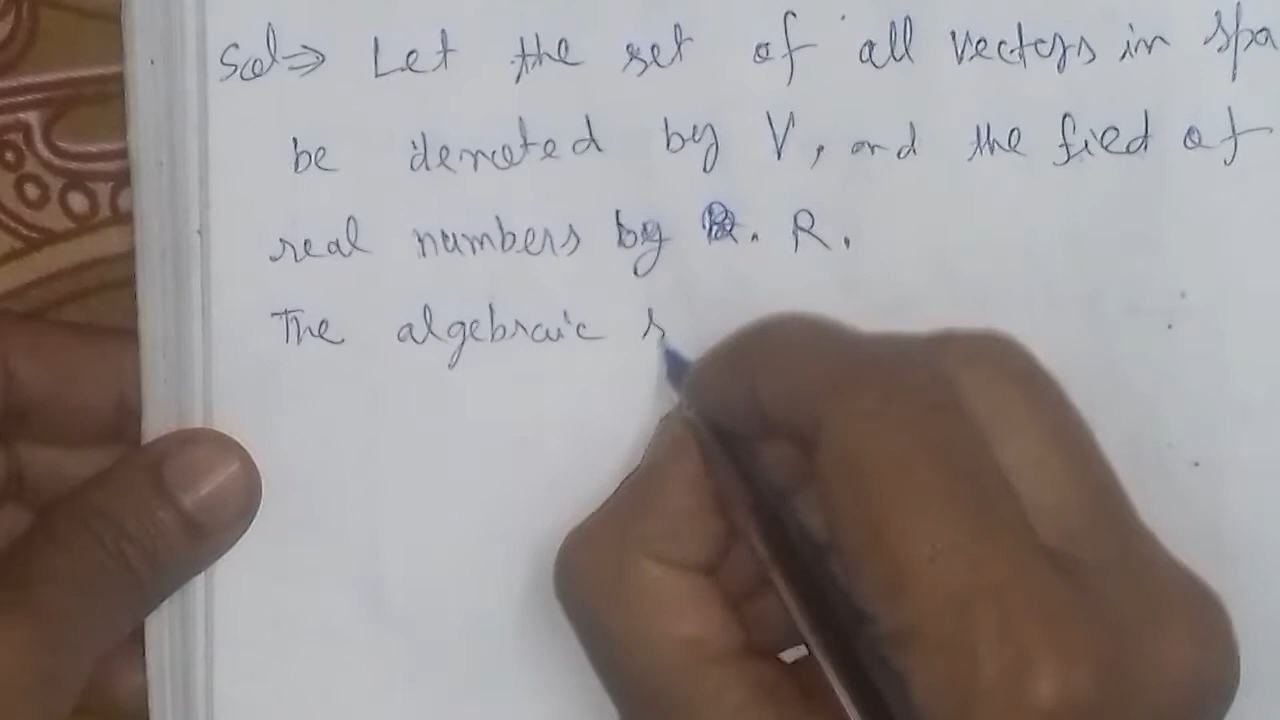 Sol⇒ Let the set of all vectors in spa
be denoted by V, and the fied of
real numbers by R. R.
The algebraic s